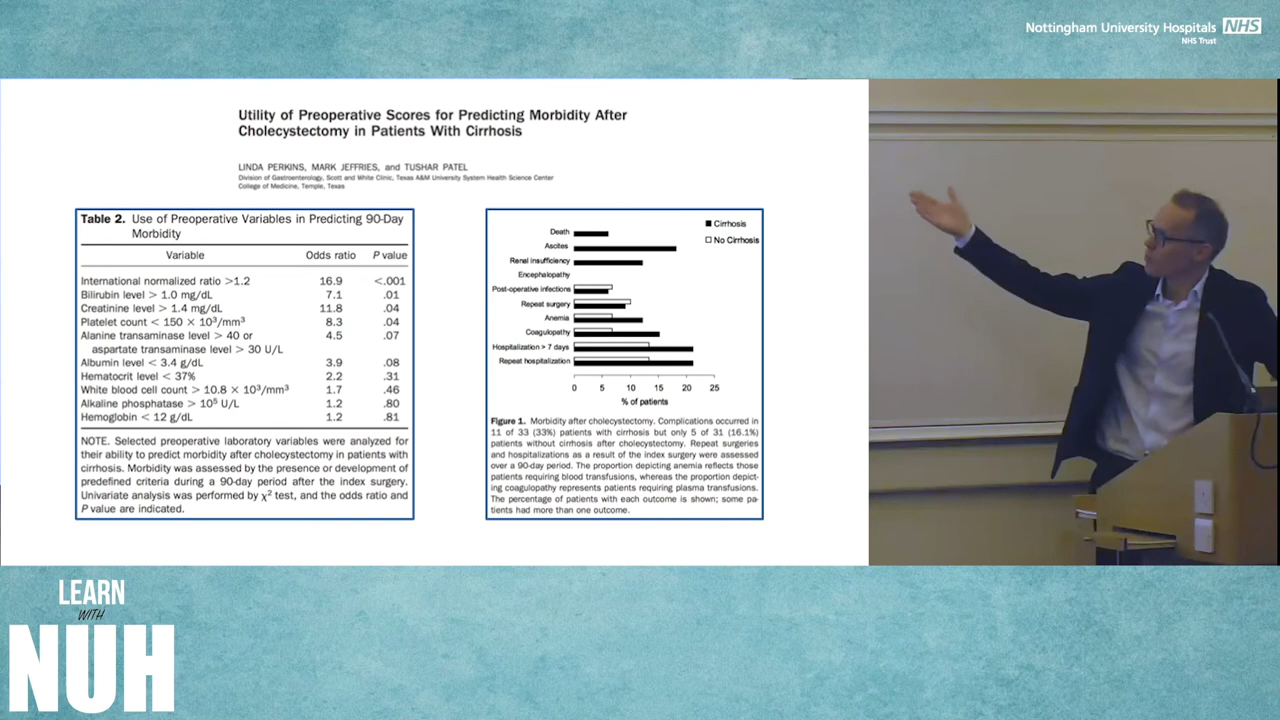 Nottingham University Hospitals NHS
NHS Trust
Utility of Preoperative Scores for Predicting Morbidity After
Cholecystectomy in Patients With Cirrhosis
LINDA PERKINS, MARK JEFFRIES, and TUSHAR PATEL
Division of Gastroenterology, Scott and White Clinic, Texas A&M University System Health Science Center
College of Medicine, Temple, Texas
Table 2. Use of Preoperative Variables in Predicting 90-Day
Morbidity
Variable Odds ratio P value
International normalized ratio >1.2 16.9 <.001
Bilirubin level > 1.0 mg/dL 7.1 .01
Creatinine level > 1.4 mg/dL 11.8 .04
Platelet count < 150 × 10³/mm³ 8.3 .04
Alanine transaminase level > 40 or 4.5 .07
aspartate transaminase level > 30 U/L
Albumin level < 3.4 g/dL 3.9 .08
Hematocrit level < 37% 2.2 .31
White blood cell count > 10.8 × 10³/mm³ 1.7 .46
Alkaline phosphatase > 10⁵ U/L 1.2 .80
Hemoglobin < 12 g/dL 1.2 .81
NOTE. Selected preoperative laboratory variables were analyzed for
their ability to predict morbidity after cholecystectomy in patients with
cirrhosis. Morbidity was assessed by the presence or development of
predefined criteria during a 90-day period after the index surgery.
Univariate analysis was performed by χ² test, and the odds ratio and
P value are indicated.
Cirrhosis
No Cirrhosis
Death
Ascites
Renal insufficiency
Encephalopathy
Post-operative infections
Repeat surgery
Anemia
Coagulopathy
Hospitalization > 7 days
Repeat hospitalization
0 5 10 15 20 25
% of patients
Figure 1. Morbidity after cholecystectomy. Complications occurred in
11 of 33 (33%) patients with cirrhosis but only 5 of 31 (16.1%)
patients without cirrhosis after cholecystectomy. Repeat surgeries
and hospitalizations as a result of the index surgery were assessed
over a 90-day period. The proportion depicting anemia reflects those
patients requiring blood transfusions, whereas the proportion depict-
ing coagulopathy represents patients requiring plasma transfusions.
The percentage of patients with each outcome is shown; some pa-
tients had more than one outcome.
LEARN
WITH
NUH